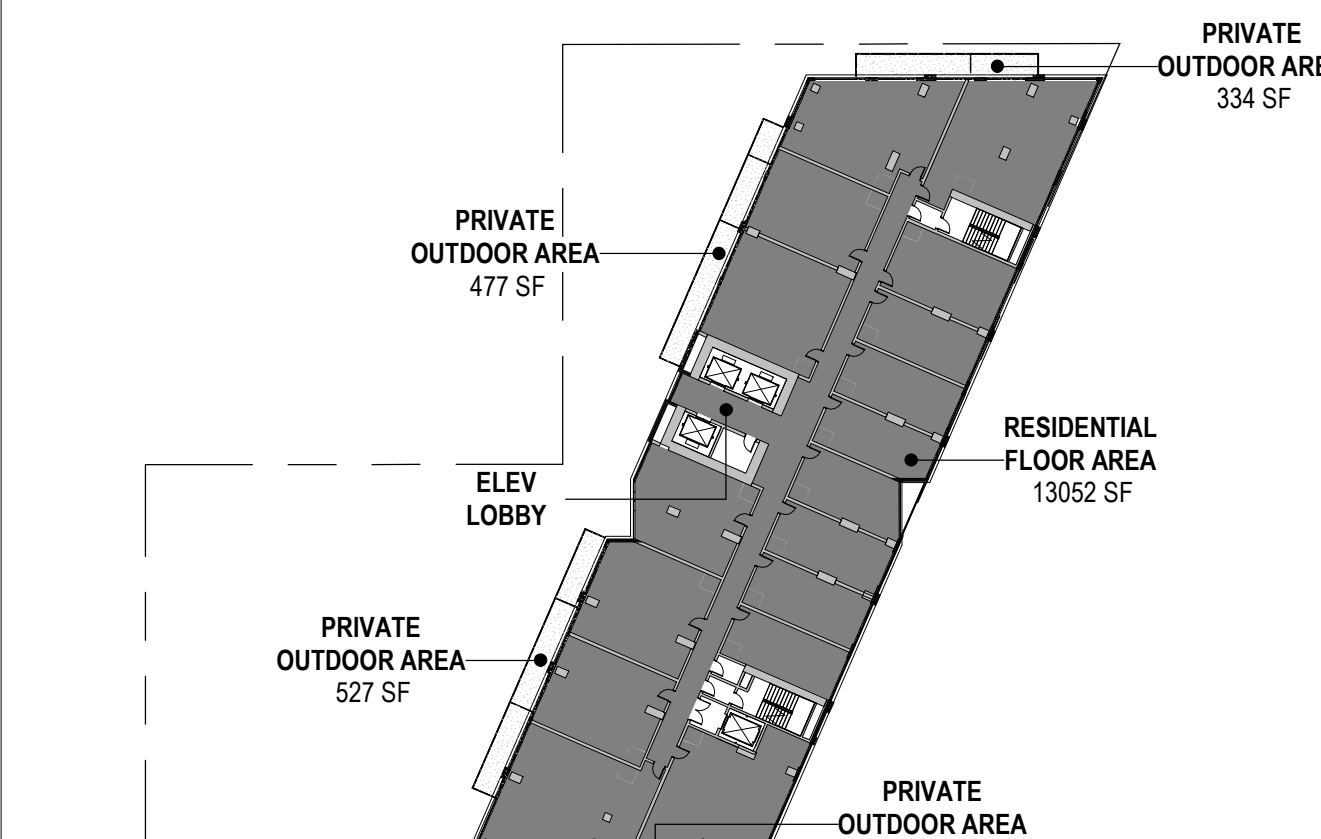 PRIVATE
OUTDOOR ARE
334 SF
PRIVATE
OUTDOOR AREA
477 SF
RESIDENTIAL
FLOOR AREA
13052 SF
ELEV
LOBBY
PRIVATE
OUTDOOR AREA
527 SF
PRIVATE
OUTDOOR AREA